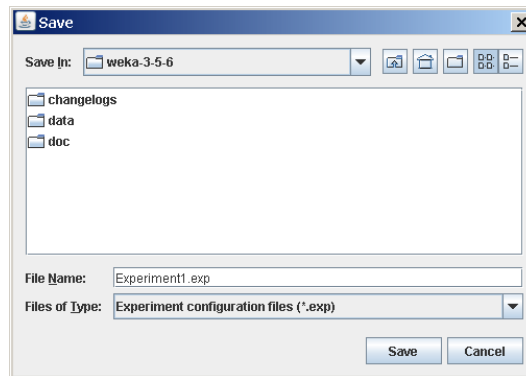 Save
Save In: weka-3-5-6
changelogs
data
doc
File Name: Experiment1.exp
Files of Type: Experiment configuration files (*.exp)
Save Cancel